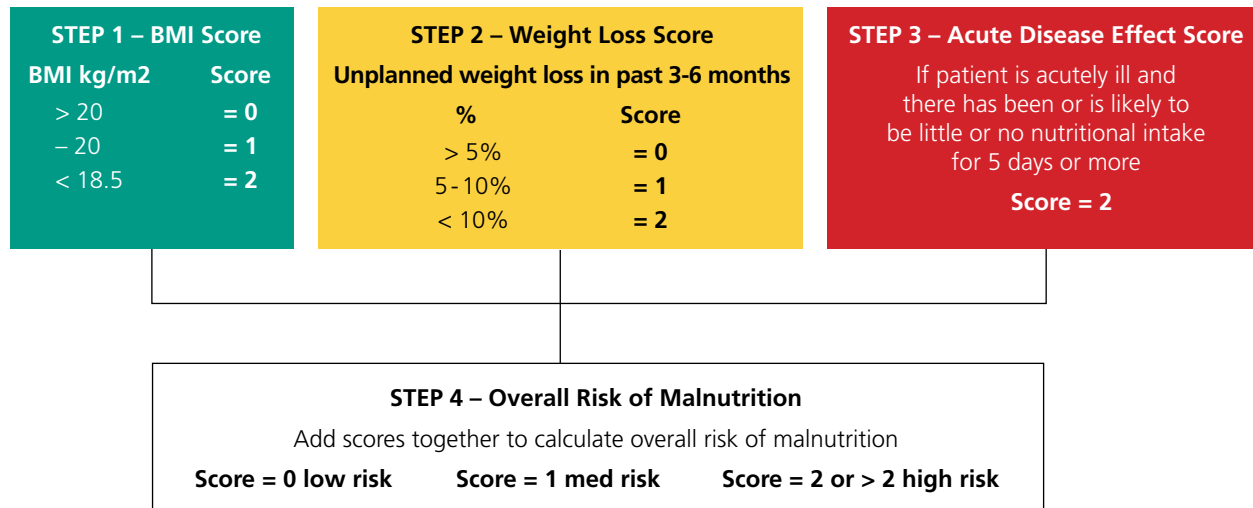 STEP 1 – BMI Score
BMI kg/m2 Score
> 20 = 0
– 20 = 1
< 18.5 = 2
STEP 2 – Weight Loss Score
Unplanned weight loss in past 3-6 months
% Score
> 5% = 0
5-10% = 1
< 10% = 2
STEP 3 – Acute Disease Effect Score
If patient is acutely ill and
there has been or is likely to
be little or no nutritional intake
for 5 days or more
Score = 2
STEP 4 – Overall Risk of Malnutrition
Add scores together to calculate overall risk of malnutrition
Score = 0 low risk Score = 1 med risk Score = 2 or > 2 high risk